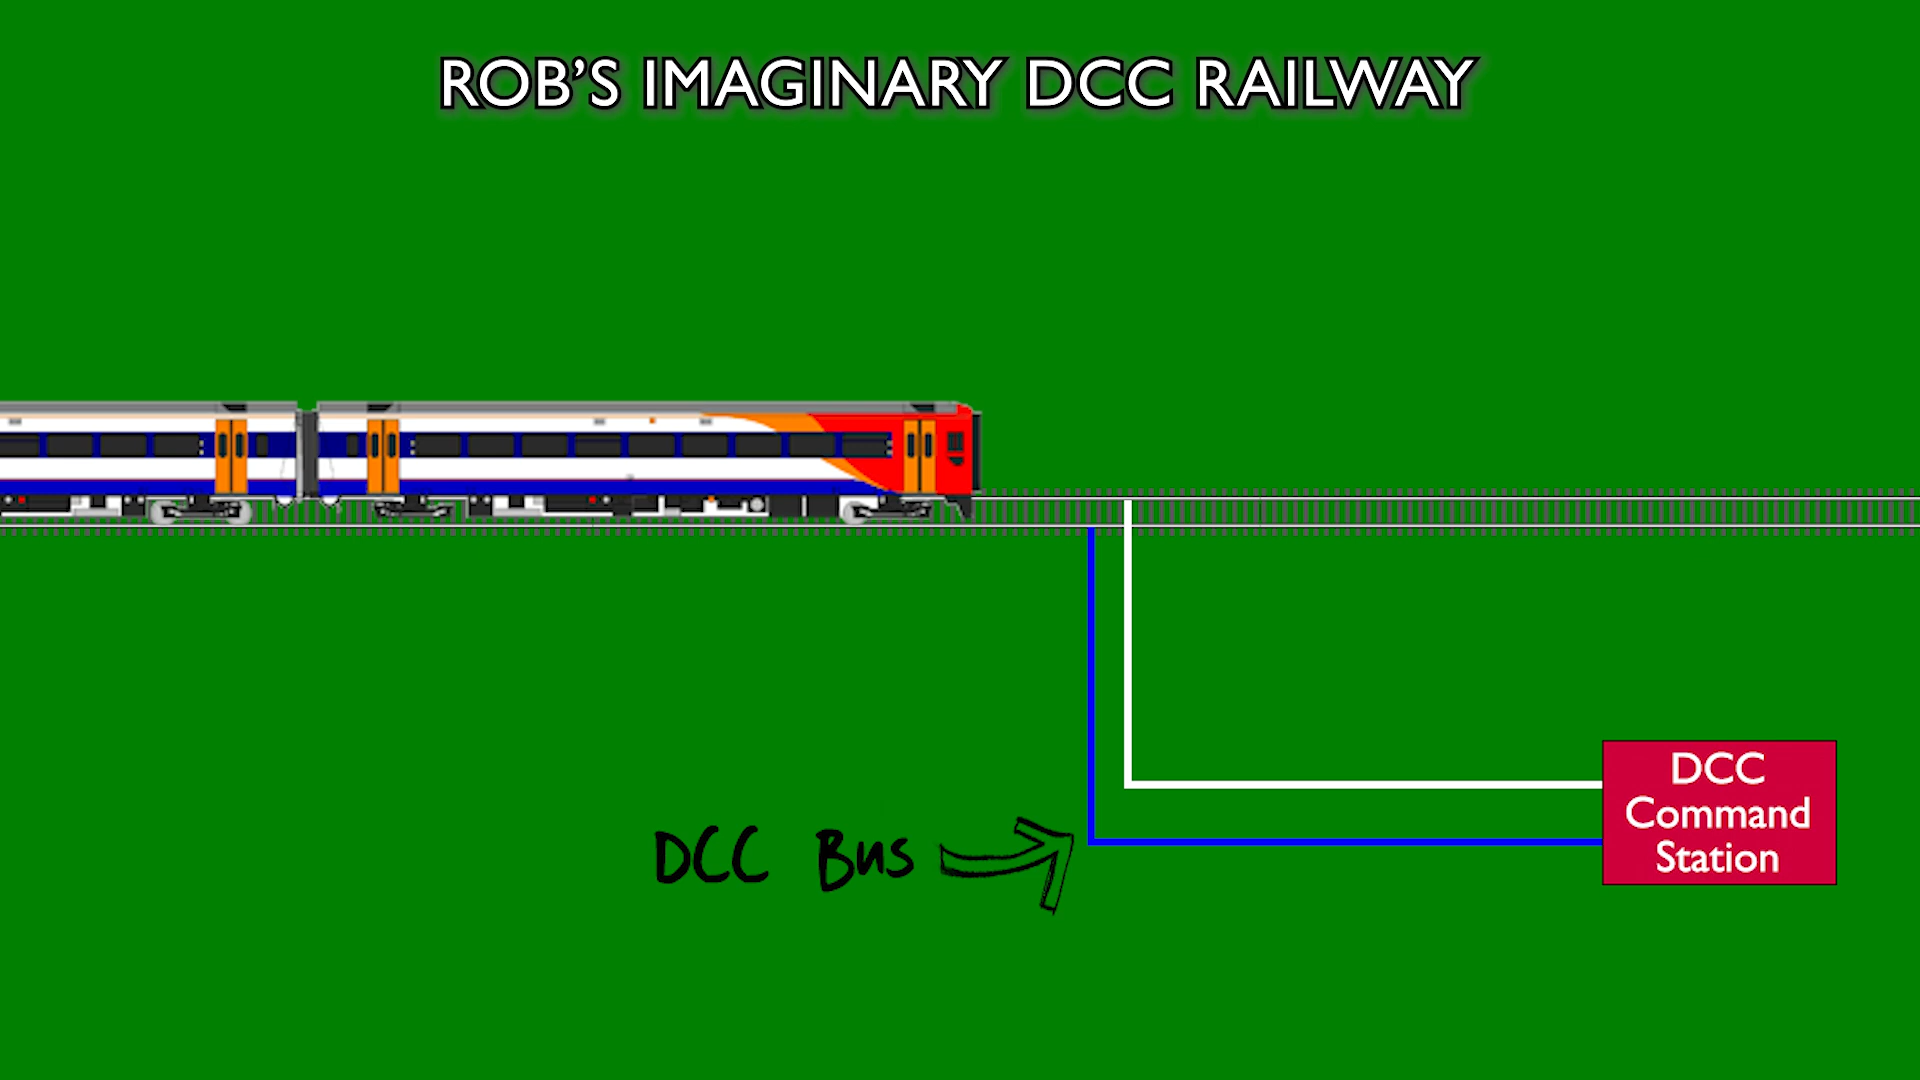 ROB’S IMAGINARY DCC RAILWAY
DCC
Command
Station
DCC Bus